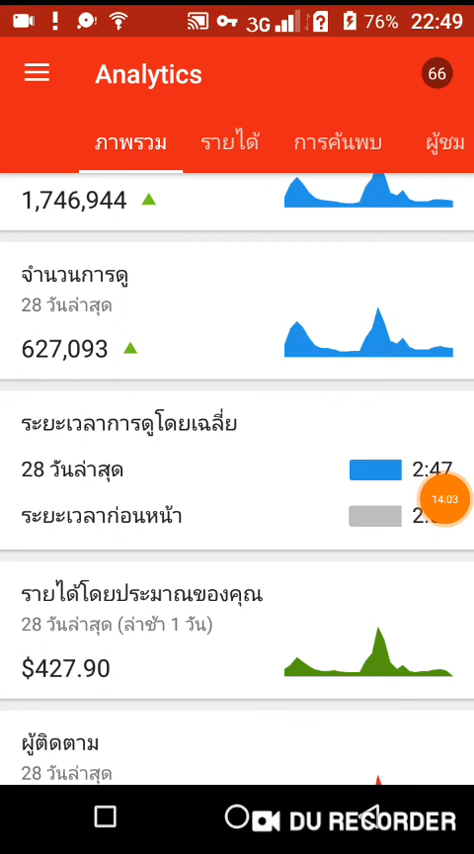 3G 76% 22:49
Analytics 66
ภาพรวม รายได้ การค้นพบ ผู้ชม
1,746,944
จำนวนการดู
28 วันล่าสุด
627,093
ระยะเวลาการดูโดยเฉลี่ย
28 วันล่าสุด 2:47
ระยะเวลาก่อนหน้า
14:03
รายได้โดยประมาณของคุณ
28 วันล่าสุด (ล่าช้า 1 วัน)
$427.90
ผู้ติดตาม
28 วันล่าสุด
DU RECORDER